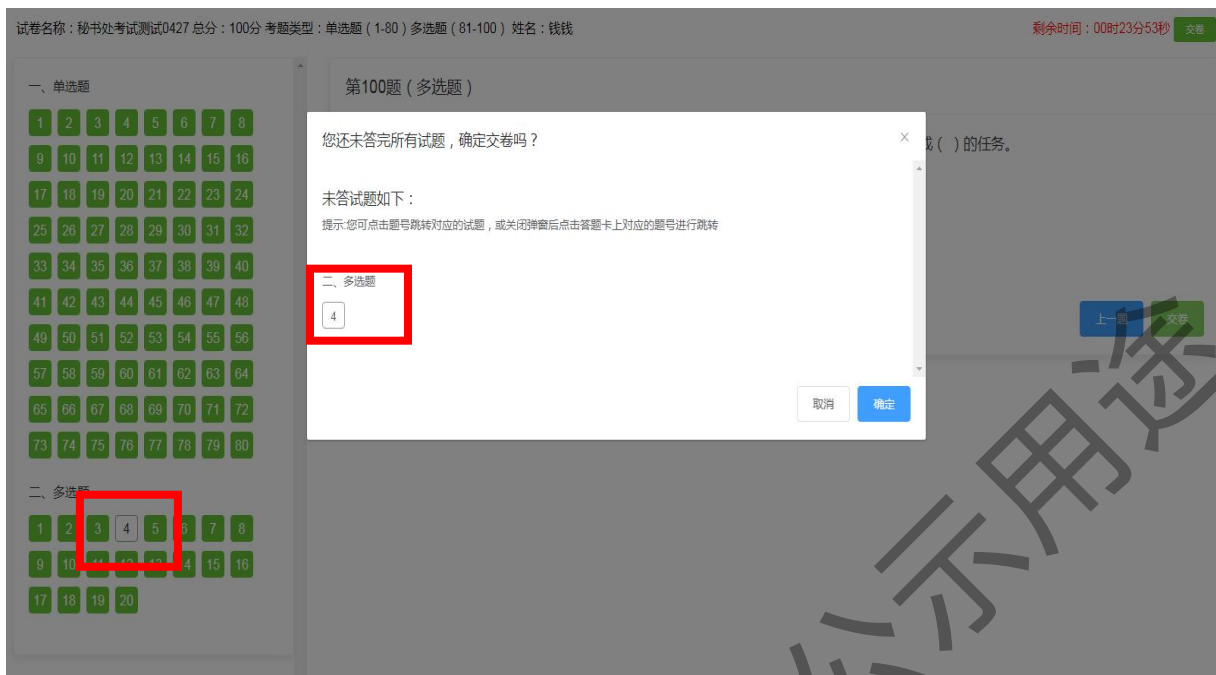 试卷名称：秘书处考试测试0427 总分：100分 考题类型：单选题（1-80）多选题（81-100） 姓名：钱钱
剩余时间：00时23分53秒 交卷
一、单选题
1 2 3 4 5 6 7 8
9 10 11 12 13 14 15 16
17 18 19 20 21 22 23 24
25 26 27 28 29 30 31 32
33 34 35 36 37 38 39 40
41 42 43 44 45 46 47 48
49 50 51 52 53 54 55 56
57 58 59 60 61 62 63 64
65 66 67 68 69 70 71 72
73 74 75 76 77 78 79 80
二、多选题
1 2 3 4 5 6 7 8
9 10 11 12 13 14 15 16
17 18 19 20
第100题（多选题）
（ ）的任务。
上一题 交卷
您还未答完所有试题，确定交卷吗？
未答试题如下：
提示:您可点击题号跳转对应的试题，或关闭弹窗后点击答题卡上对应的题号进行跳转
二、多选题
4
取消 确定
示用途